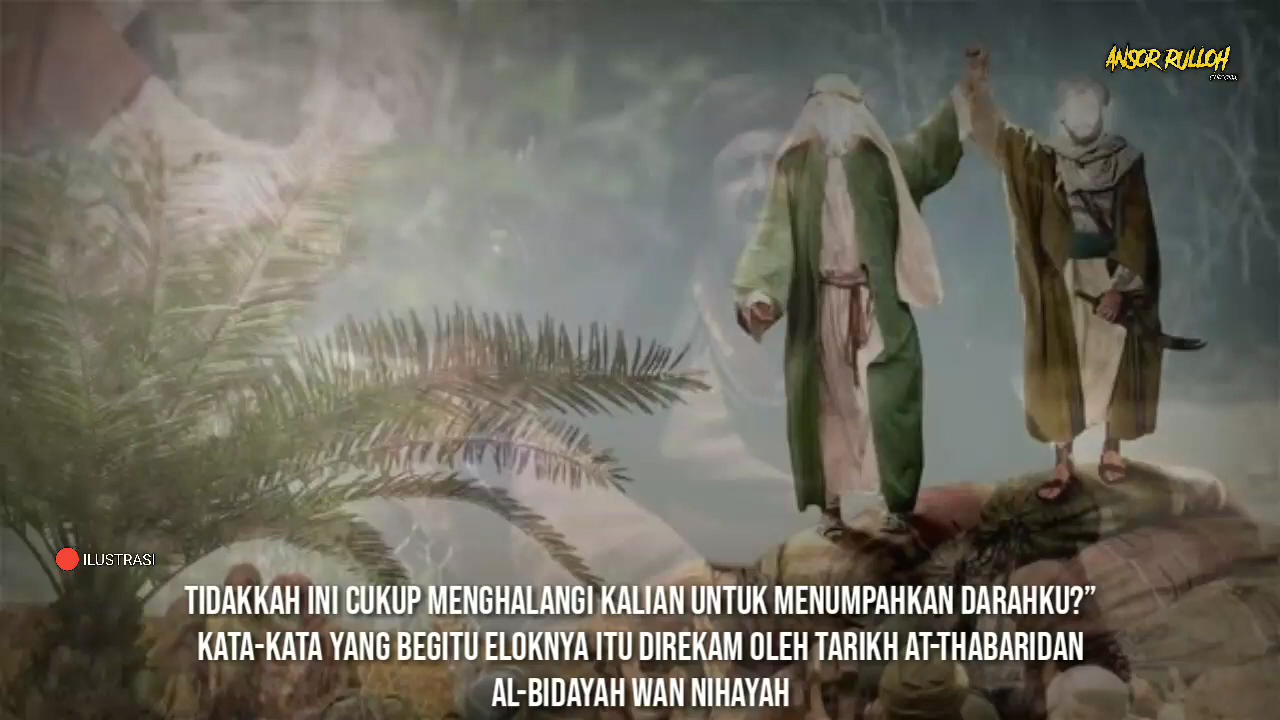 ANSOR RULLOH
ILUSTRASI
TIDAKKAH INI CUKUP MENGHALANGI KALIAN UNTUK MENUMPAHKAN DARAHKU?”
KATA-KATA YANG BEGITU ELOKNYA ITU DIREKAM OLEH TARIKH AT-THABARIDAN
AL-BIDAYAH WAN NIHAYAH